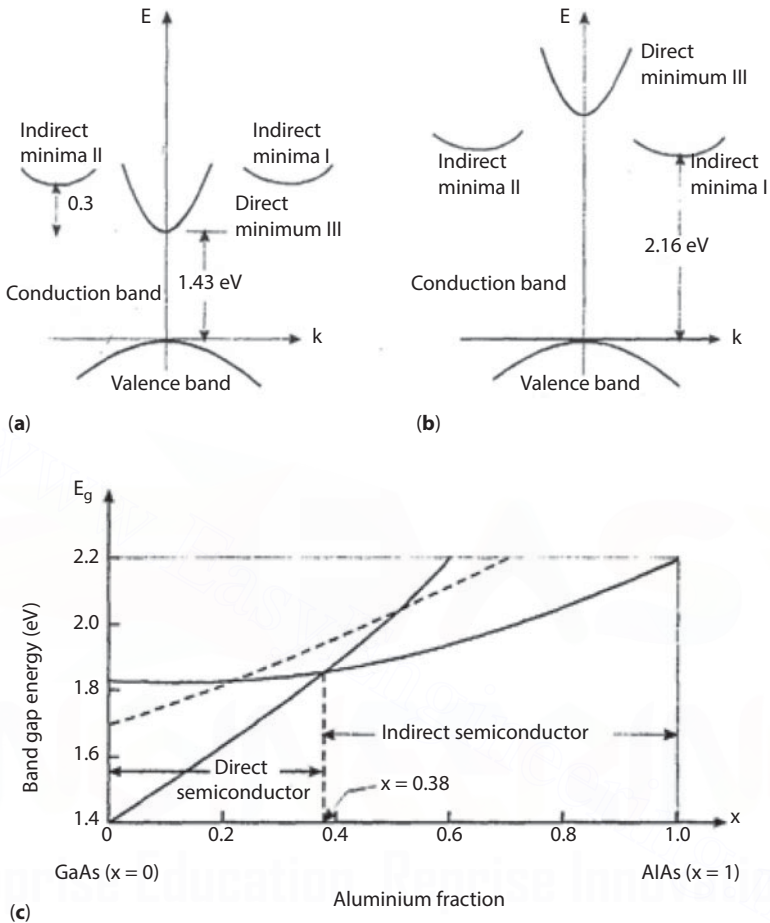 E
Indirect
minima II
Indirect
minima I
0.3
Direct
minimum III
1.43 eV
Conduction band
k
Valence band
(a)
E
Direct
minimum III
Indirect
minima II
Indirect
minima I
2.16 eV
Conduction band
k
Valence band
(b)
Eg
Band gap energy (eV)
2.2
2.0
1.8
1.6
1.4
Indirect semiconductor
Direct
semiconductor
x = 0.38
x
0
0.2
0.4
0.6
0.8
1.0
GaAs (x = 0)
AIAs (x = 1)
Aluminium fraction
(c)